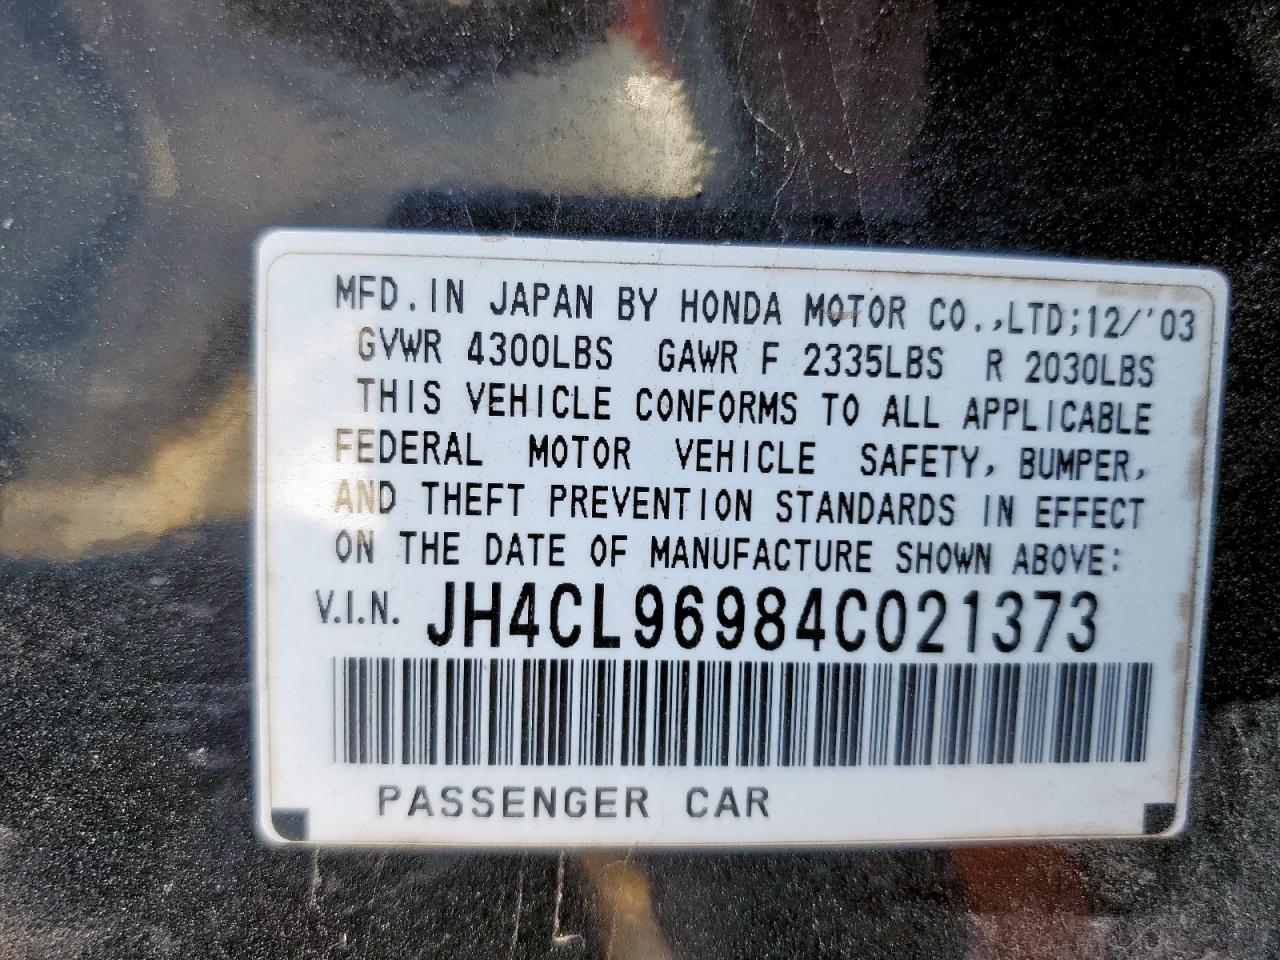 MFD. IN JAPAN BY HONDA MOTOR CO.,LTD;12/'03
GVWR 4300LBS GAWR F 2335LBS R 2030LBS
THIS VEHICLE CONFORMS TO ALL APPLICABLE
FEDERAL MOTOR VEHICLE SAFETY, BUMPER,
AND THEFT PREVENTION STANDARDS IN EFFECT
ON THE DATE OF MANUFACTURE SHOWN ABOVE:
V.I.N. JH4CL96984C021373
PASSENGER CAR